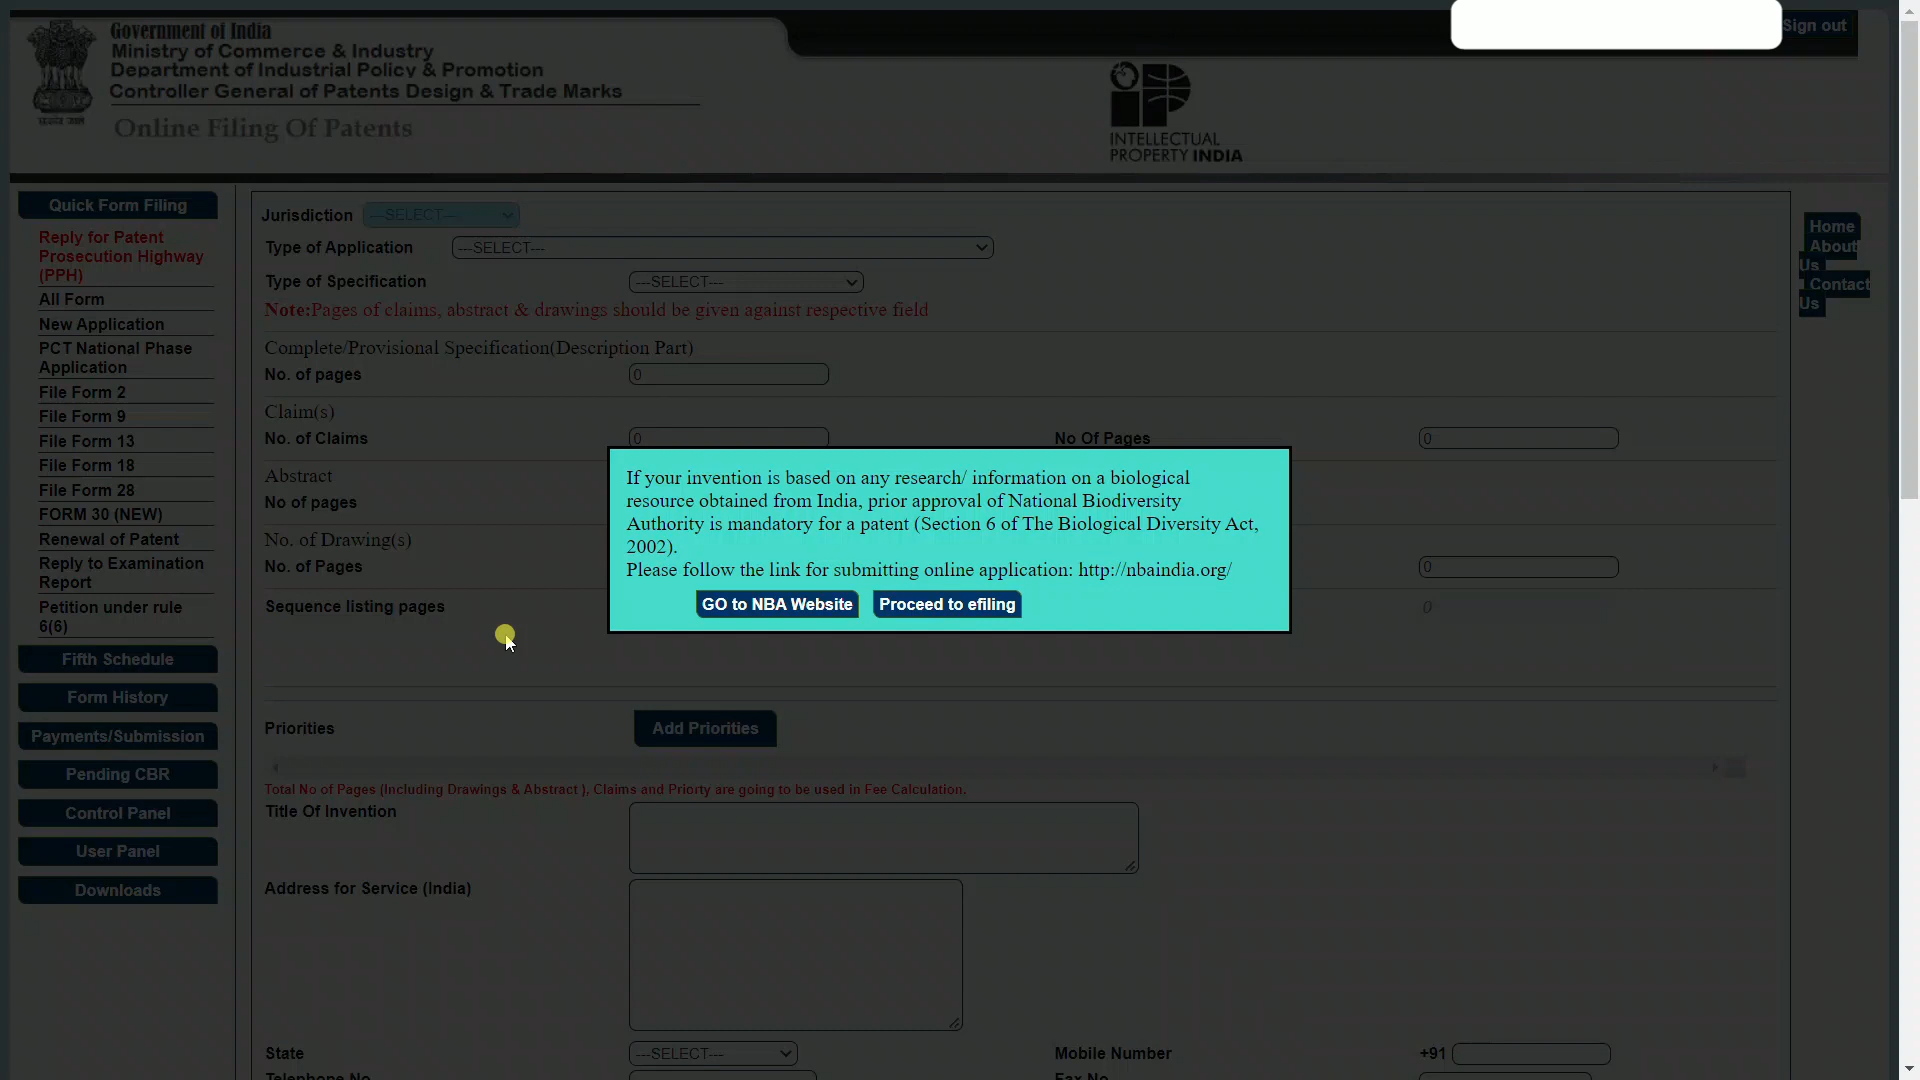 Government of India
Ministry of Commerce & Industry
Department of Industrial Policy & Promotion
Controller General of Patents Design & Trade Marks
Online Filing Of Patents
Sign out
INTELLECTUAL
PROPERTY INDIA
Quick Form Filing
Reply for Patent
Prosecution Highway
(PPH)
All Form
New Application
PCT National Phase
Application
File Form 2
File Form 9
File Form 13
File Form 18
File Form 28
FORM 30 (NEW)
Renewal of Patent
Reply to Examination
Report
Petition under rule
6(6)
Fifth Schedule
Form History
Payments/Submission
Pending CBR
Control Panel
User Panel
Downloads
Jurisdiction ---SELECT---
Type of Application ---SELECT---
Type of Specification ---SELECT---
Note:Pages of claims, abstract & drawings should be given against respective field
Complete/Provisional Specification(Description Part)
No. of pages 0
Claim(s)
No. of Claims 0 No Of Pages 0
Abstract
No of pages
No. of Drawing(s)
No. of Pages 0
Sequence listing pages 0
If your invention is based on any research/ information on a biological
resource obtained from India, prior approval of National Biodiversity
Authority is mandatory for a patent (Section 6 of The Biological Diversity Act,
2002).
Please follow the link for submitting online application: http://nbaindia.org/
GO to NBA Website Proceed to efiling
Priorities Add Priorities
Total No of Pages (Including Drawings & Abstract ), Claims and Priorty are going to be used in Fee Calculation.
Title Of Invention
Address for Service (India)
State ---SELECT--- Mobile Number +91
Telephone No Fax No
Home
About
Us
Contact
Us